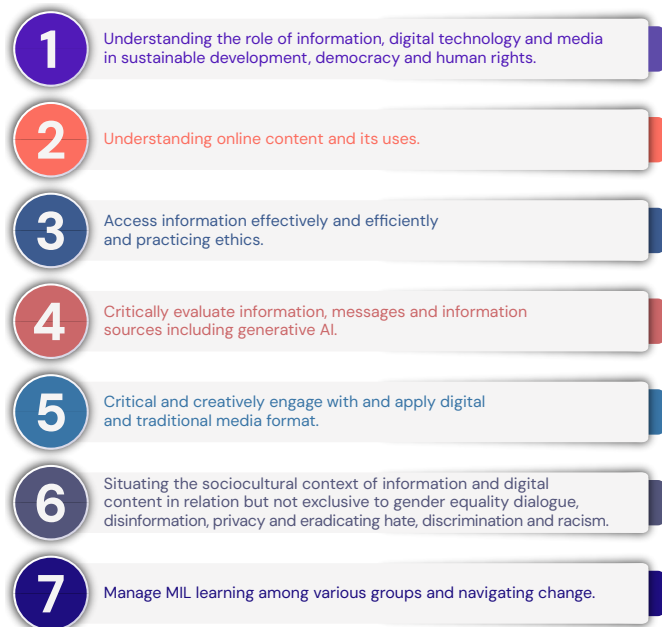 1
Understanding the role of information, digital technology and media
in sustainable development, democracy and human rights.
2
Understanding online content and its uses.
3
Access information effectively and efficiently
and practicing ethics.
4
Critically evaluate information, messages and information
sources including generative AI.
5
Critical and creatively engage with and apply digital
and traditional media format.
6
Situating the sociocultural context of information and digital
content in relation but not exclusive to gender equality dialogue,
disinformation, privacy and eradicating hate, discrimination and racism.
7
Manage MIL learning among various groups and navigating change.